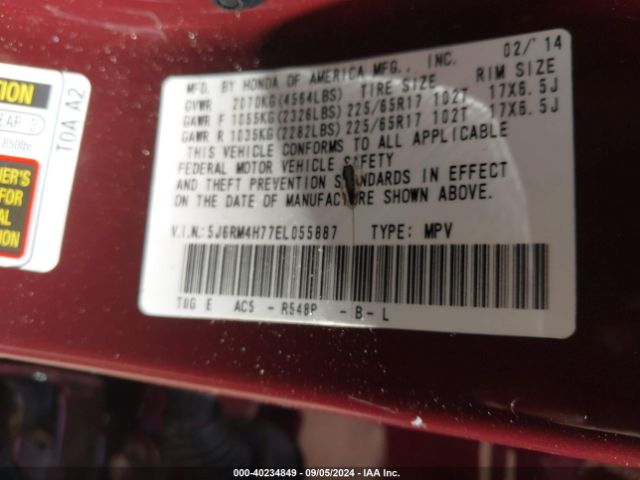 02/'14
MFD. BY HONDA OF AMERICA MFG., INC.
TIRE SIZE RIM SIZE
GVWR 2070KG(4564LBS)
GAWR F 1055KG(2326LBS) 225/65R17 102T 17X6.5J
GAWR R 1035KG(2282LBS) 225/65R17 102T 17X6.5J
THIS VEHICLE CONFORMS TO ALL APPLICABLE
FEDERAL MOTOR VEHICLE SAFETY
AND THEFT PREVENTION STANDARDS IN EFFECT
ON THE DATE OF MANUFACTURE SHOWN ABOVE.
V.I.N.:5J6RM4H77EL055887 TYPE: MPV
T0G E AC5 - R548P - B - L
T0A A2
000-40234849 - 09/05/2024 - IAA Inc.